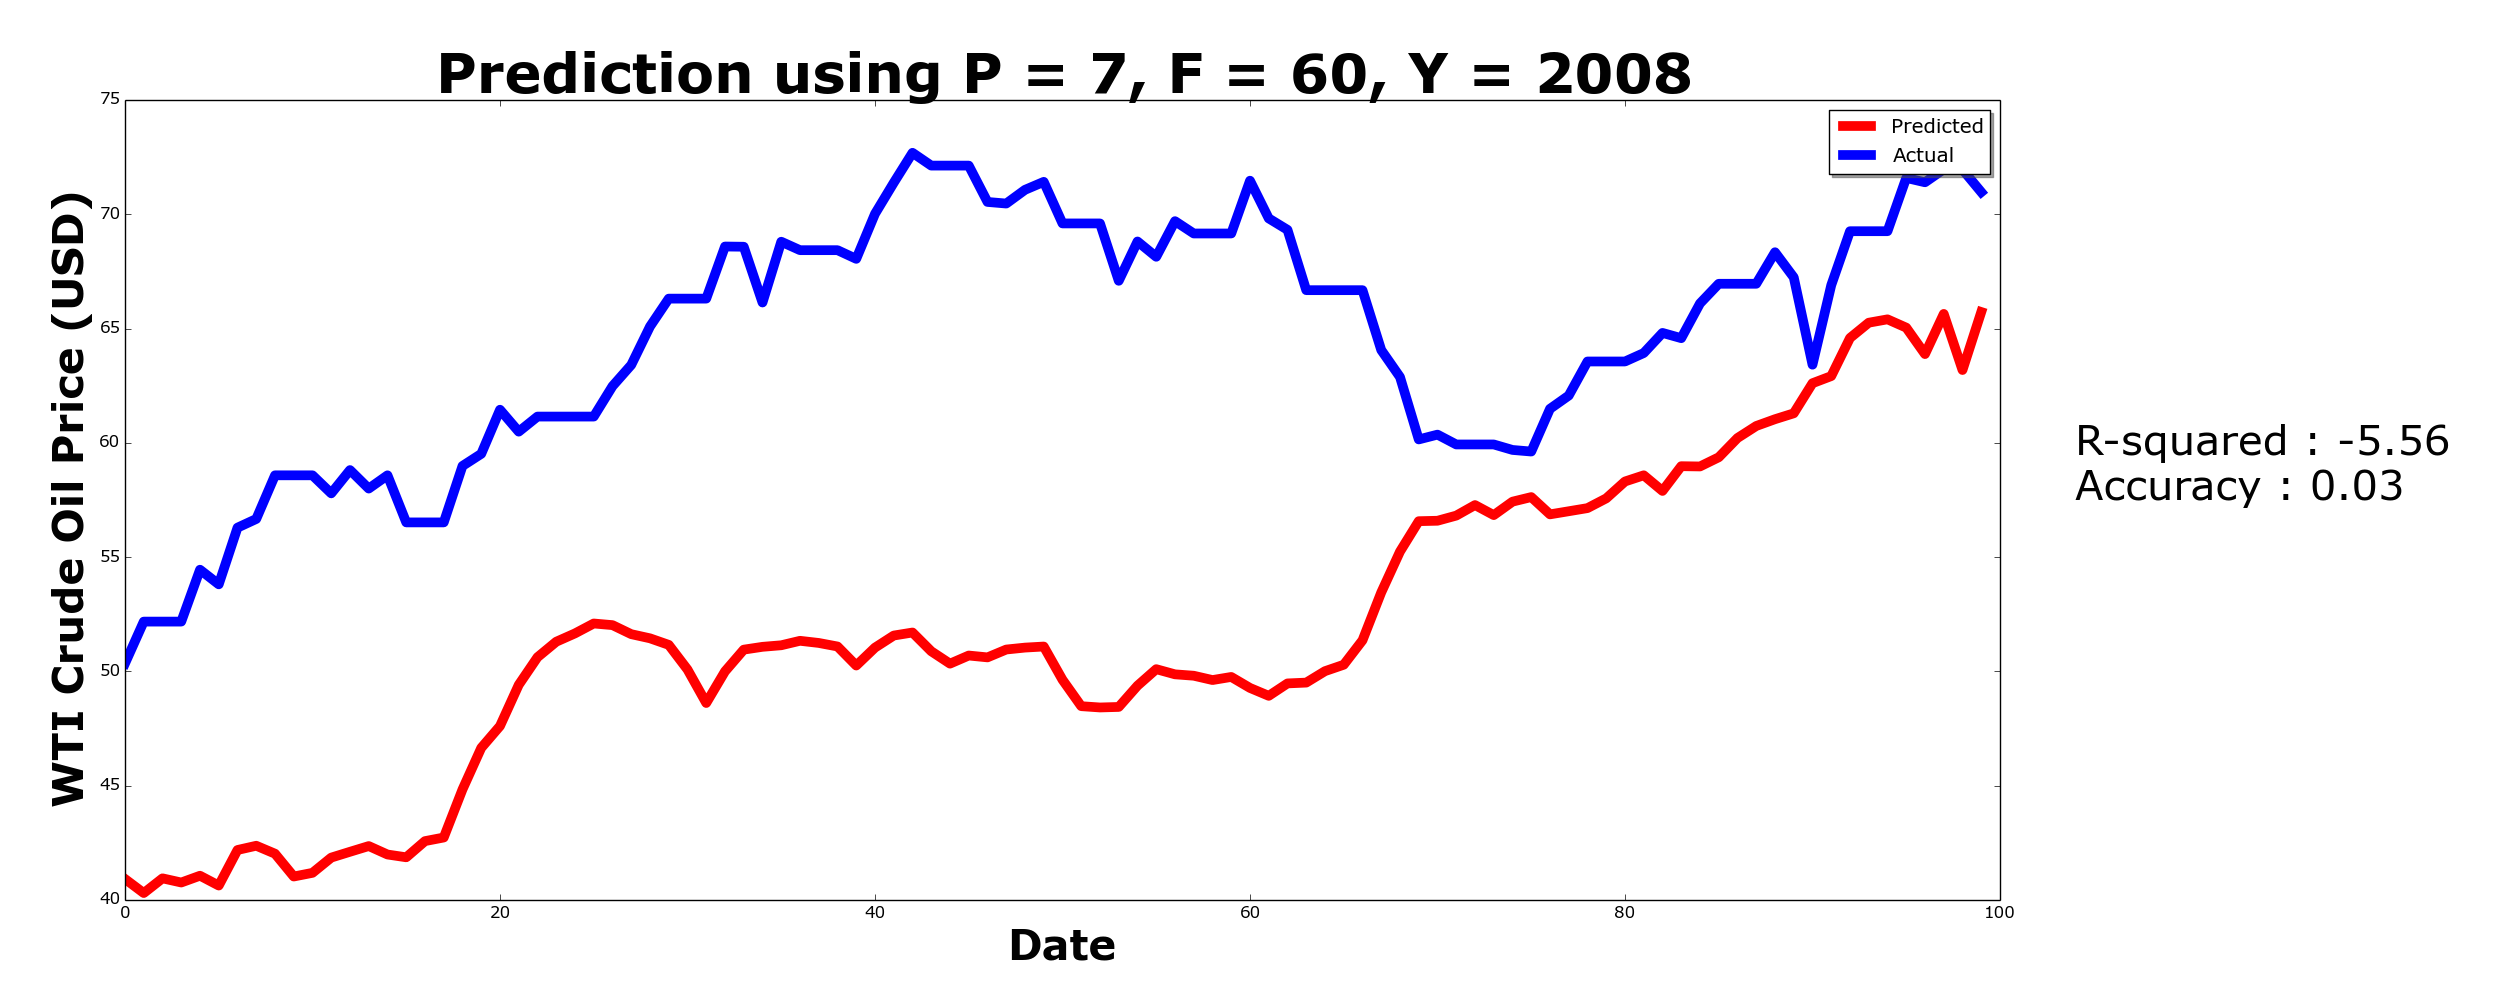 Prediction using P = 7, F = 60, Y = 2008
WTI Crude Oil Price (USD)
75
70
65
60
55
50
45
40
0 20 40 60 80 100
Date
Predicted
Actual
R-squared : -5.56
Accuracy : 0.03